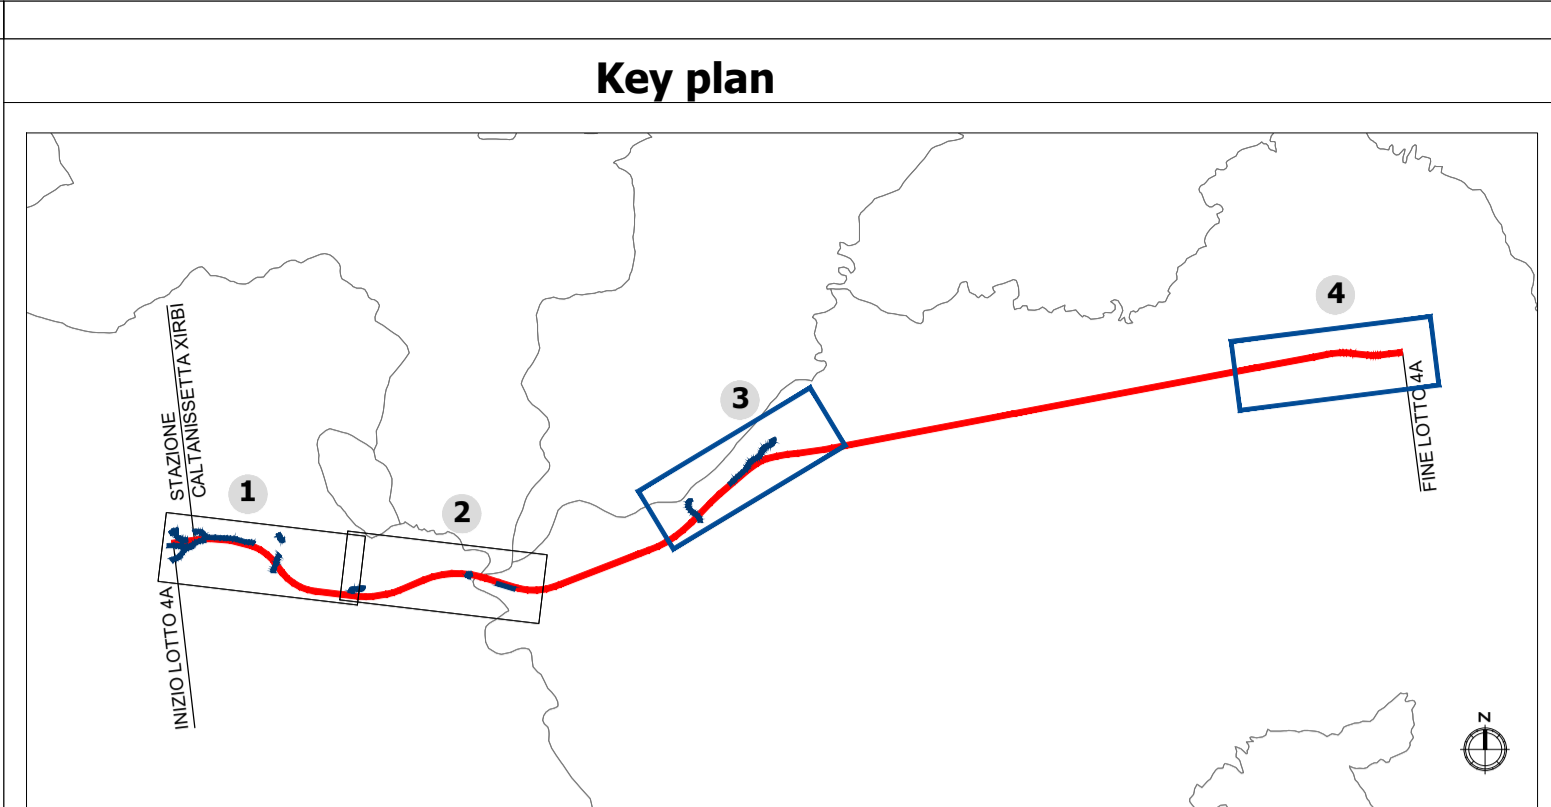 Key plan
STAZIONE
CALTANISSETTA XIRBI
1
2
3
4
INIZIO LOTTO 4A
FINE LOTTO 4A
N